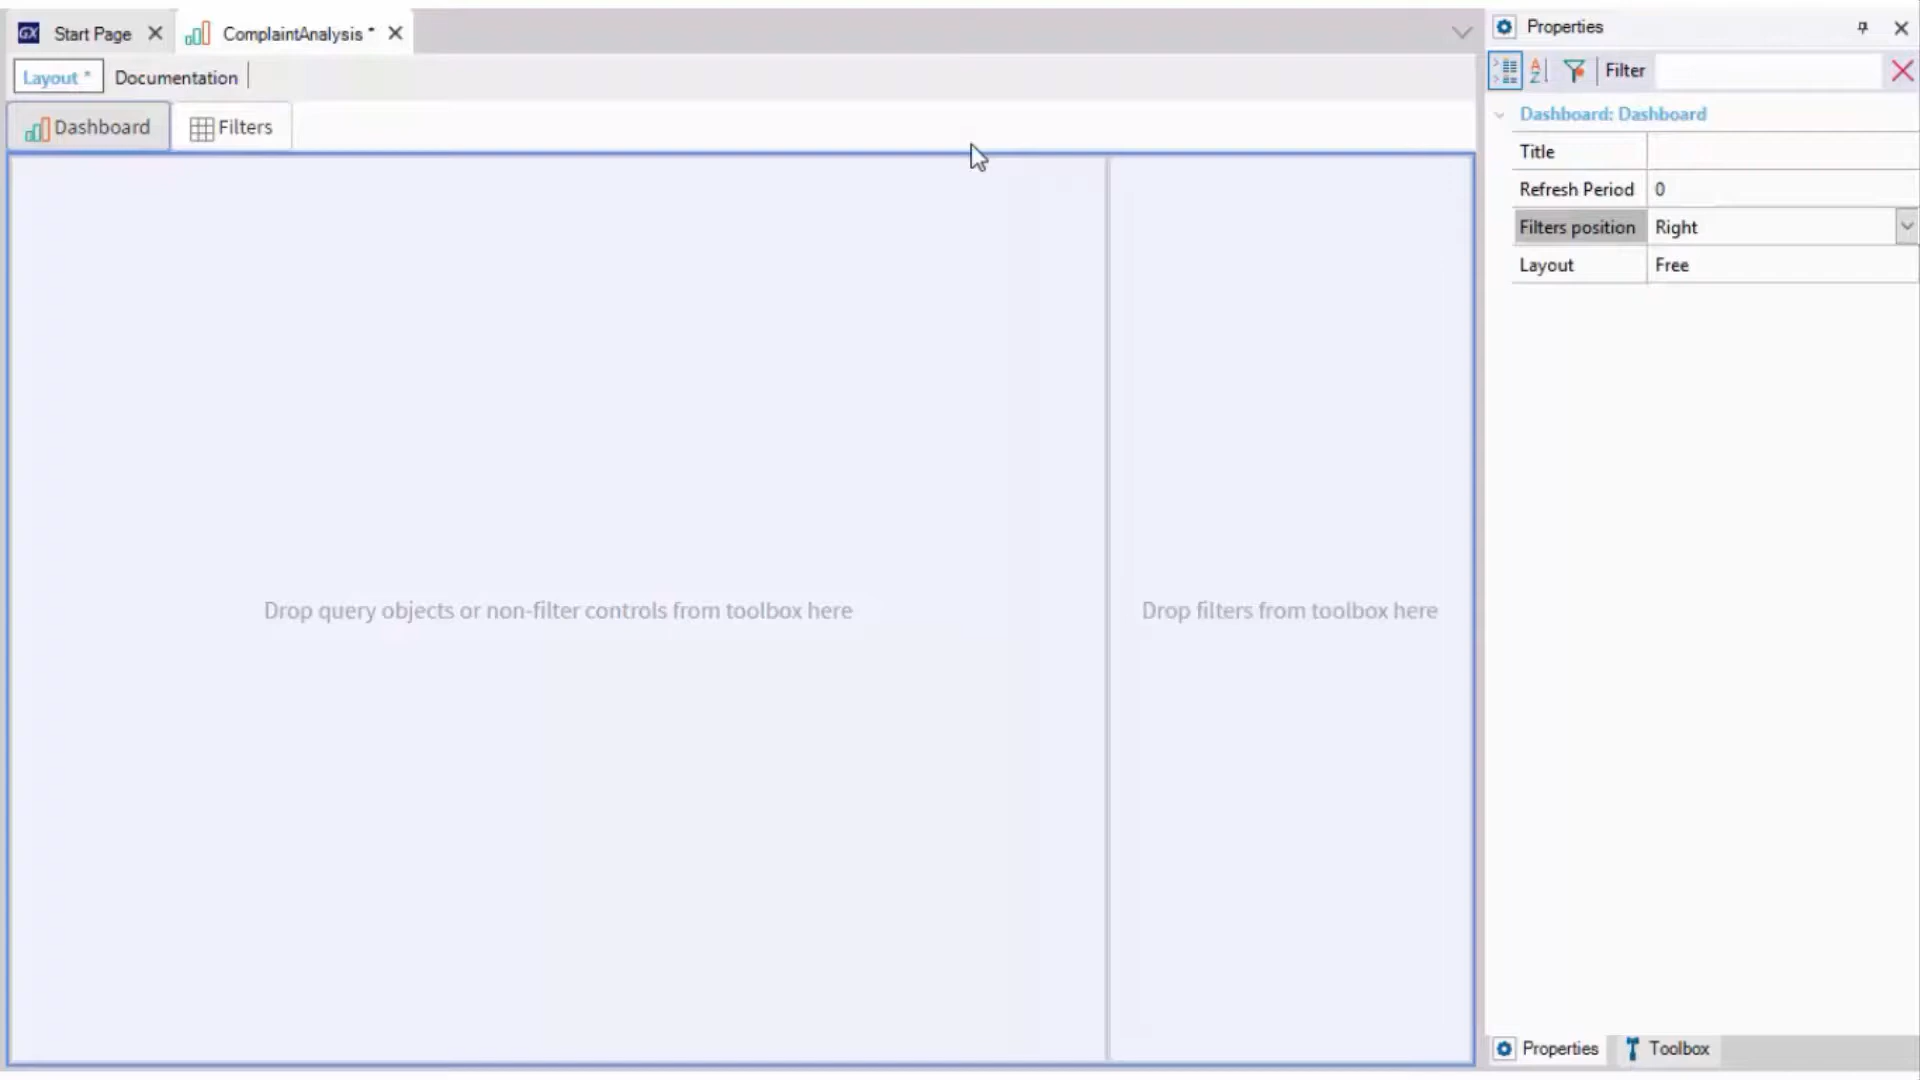 GX Start Page ComplaintAnalysis *
Layout * Documentation
Dashboard Filters
Drop query objects or non-filter controls from toolbox here
Drop filters from toolbox here
Properties
A Z Filter
Dashboard: Dashboard
Title
Refresh Period 0
Filters position Right
Layout Free
Properties Toolbox